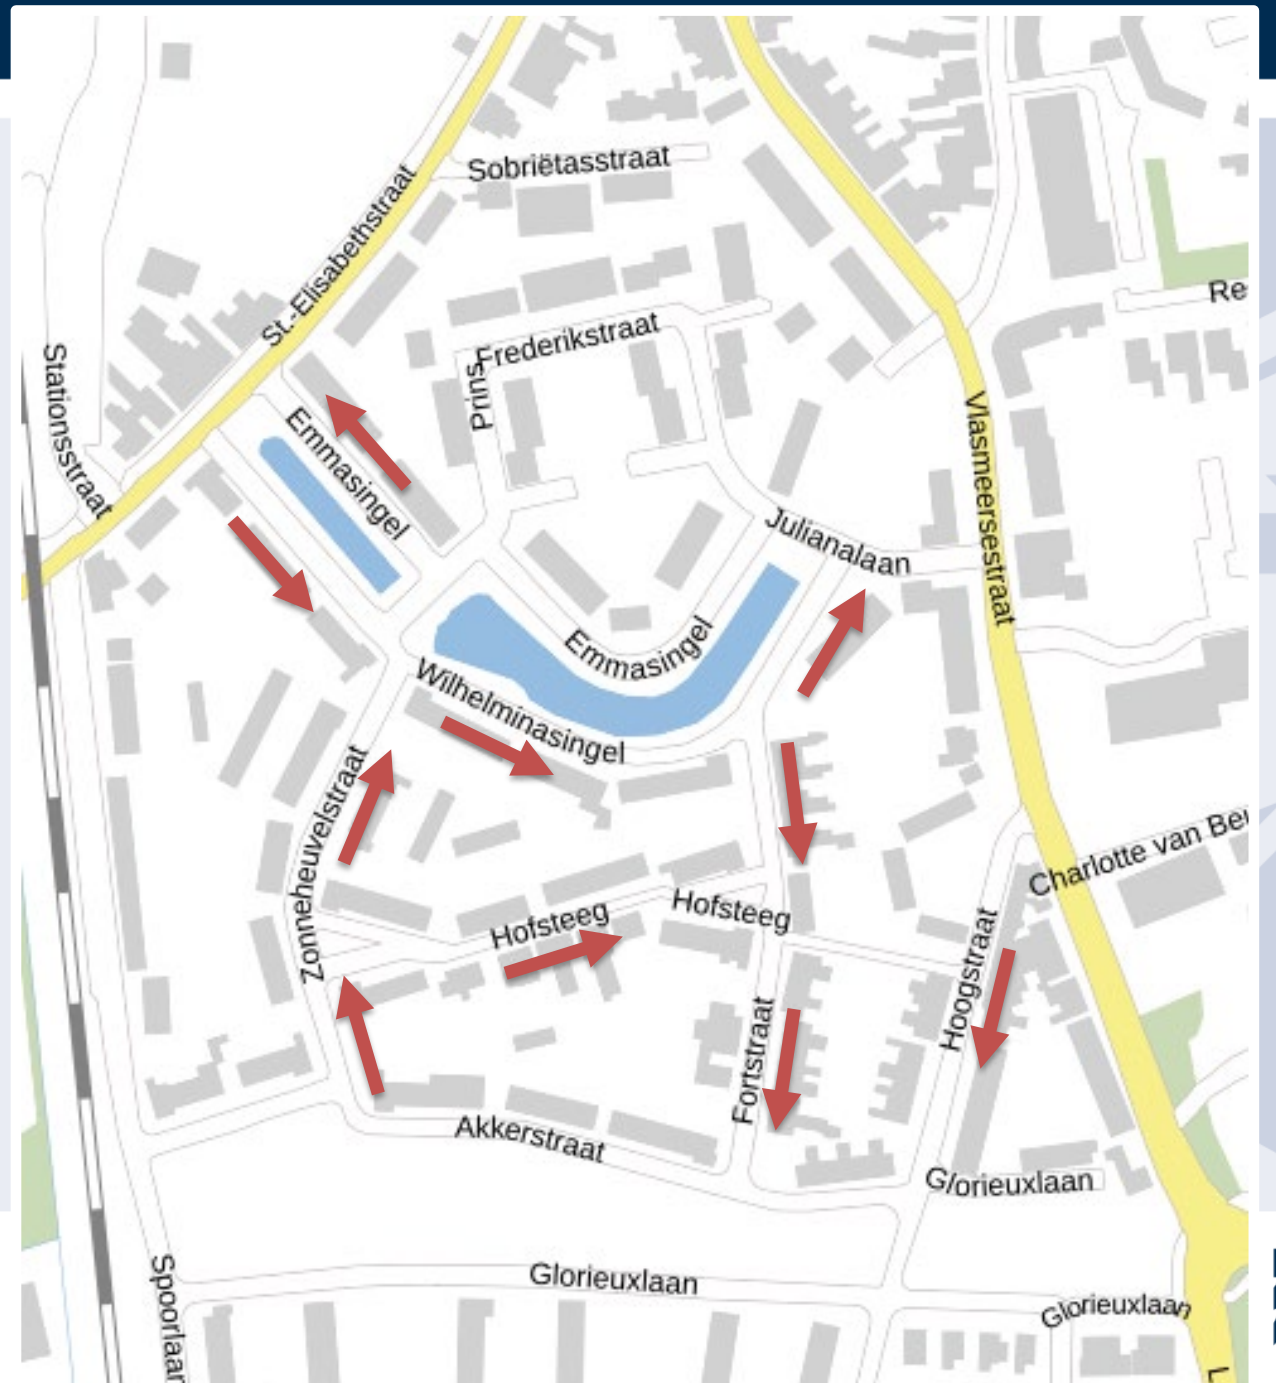 Sobriëtasstraat
St.-Elisabethstraat
Re
Prins
Frederikstraat
Stationsstraat
Emmasingel
Vlasmeersestraat
Julianalaan
Emmasingel
Wilhelminasingel
Zonneheuvelstraat
Charlotte van Be
Hofsteeg
Hofsteeg
Hoogstraat
Fortstraat
Akkerstraat
Glorieuxlaan
Spoorlaan
Glorieuxlaan
Glorieuxlaan
L